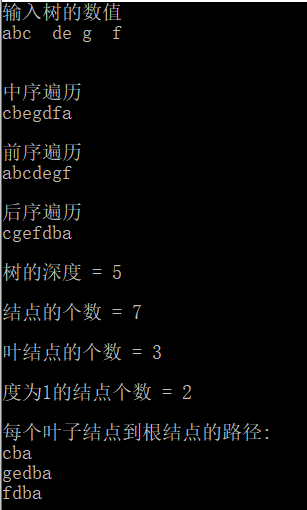 输入树的数值
abc  de g  f
中序遍历
cbegdfa
前序遍历
abcdegf
后序遍历
cgefdba
树的深度 = 5
结点的个数 = 7
叶结点的个数 = 3
度为1的结点个数 = 2
每个叶子结点到根结点的路径:
cba
gedba
fdba